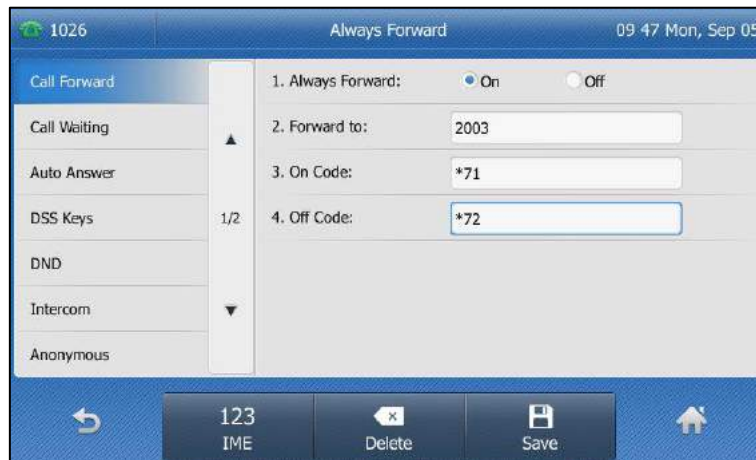 1026 Always Forward 09 47 Mon, Sep 05
Call Forward 1. Always Forward: On Off
Call Waiting 2. Forward to: 2003
Auto Answer 3. On Code: *71
DSS Keys 1/2 4. Off Code: *72
DND
Intercom
Anonymous
123
IME Delete Save